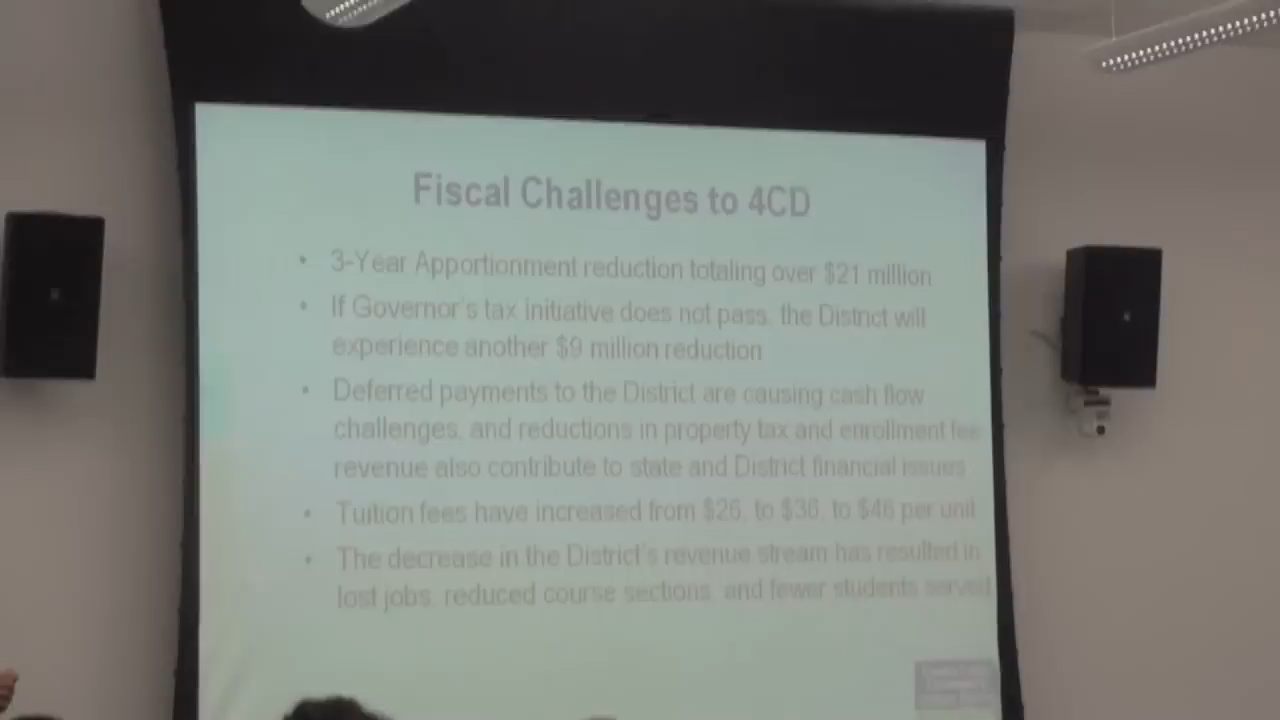 Fiscal Challenges to 4CD
• 3-Year Apportionment reduction totaling over $21 million
• If Governor's tax initiative does not pass, the District will
experience another $9 million reduction
• Deferred payments to the District are causing cash flow
challenges, and reductions in property tax and enrollment fee
revenue also contribute to state and District financial issues
• Tuition fees have increased from $26, to $36, to $46 per unit
• The decrease in the District's revenue stream has resulted in
lost jobs, reduced course sections, and fewer students served